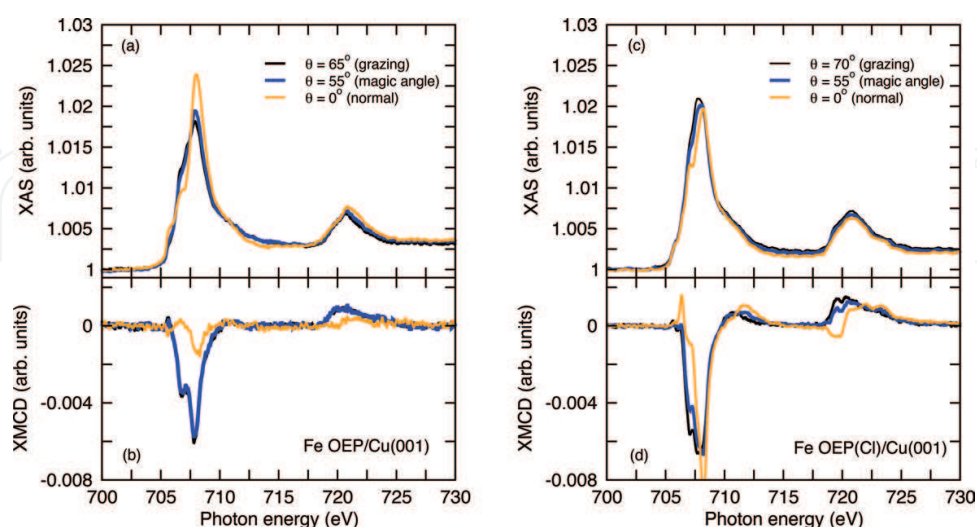 1.03
1.025
1.02
1.015
1.01
1.005
1
XAS (arb. units)
(a)
θ = 65° (grazing)
θ = 55° (magic angle)
θ = 0° (normal)
0
-0.004
-0.008
XMCD (arb. units)
(b)
Fe OEP/Cu(001)
700 705 710 715 720 725 730
Photon energy (eV)
1.03
1.025
1.02
1.015
1.01
1.005
1
XAS (arb. units)
(c)
θ = 70° (grazing)
θ = 55° (magic angle)
θ = 0° (normal)
0
-0.004
-0.008
XMCD (arb. units)
(d)
Fe OEP(Cl)/Cu(001)
700 705 710 715 720 725 730
Photon energy (eV)